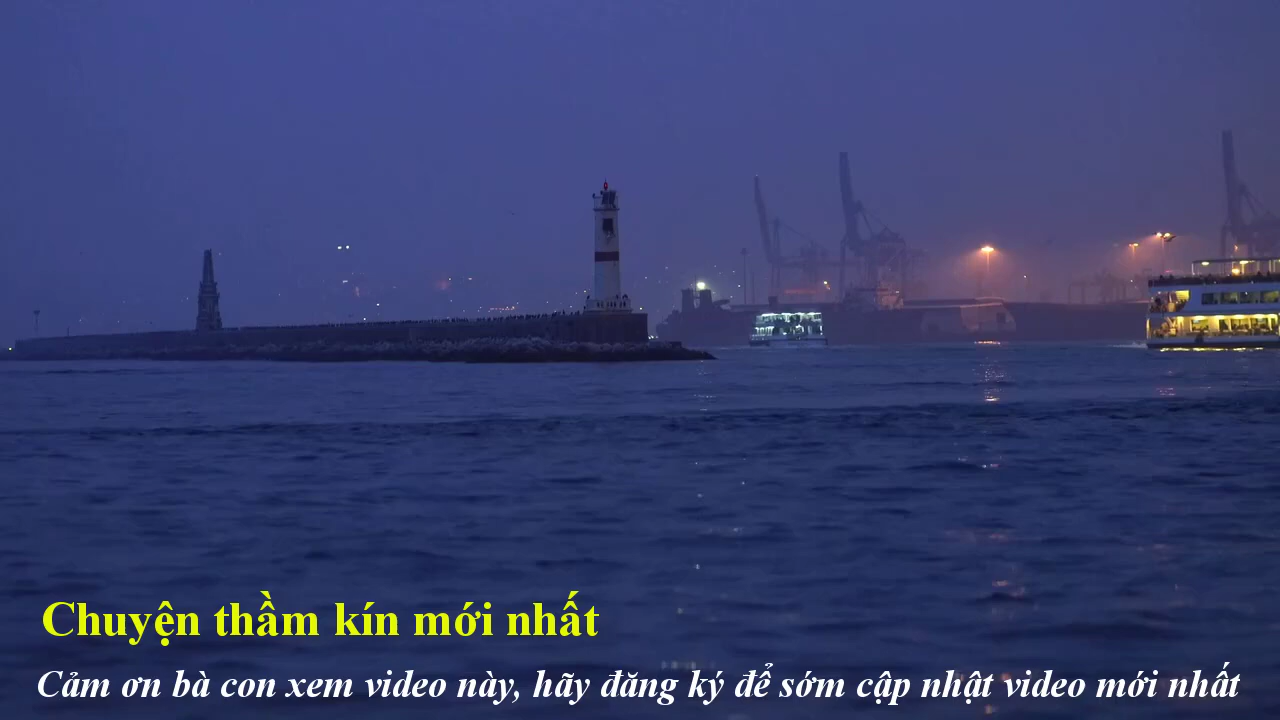 Chuyện thầm kín mới nhất
Cảm ơn bà con xem video này, hãy đăng ký để sớm cập nhật video mới nhất